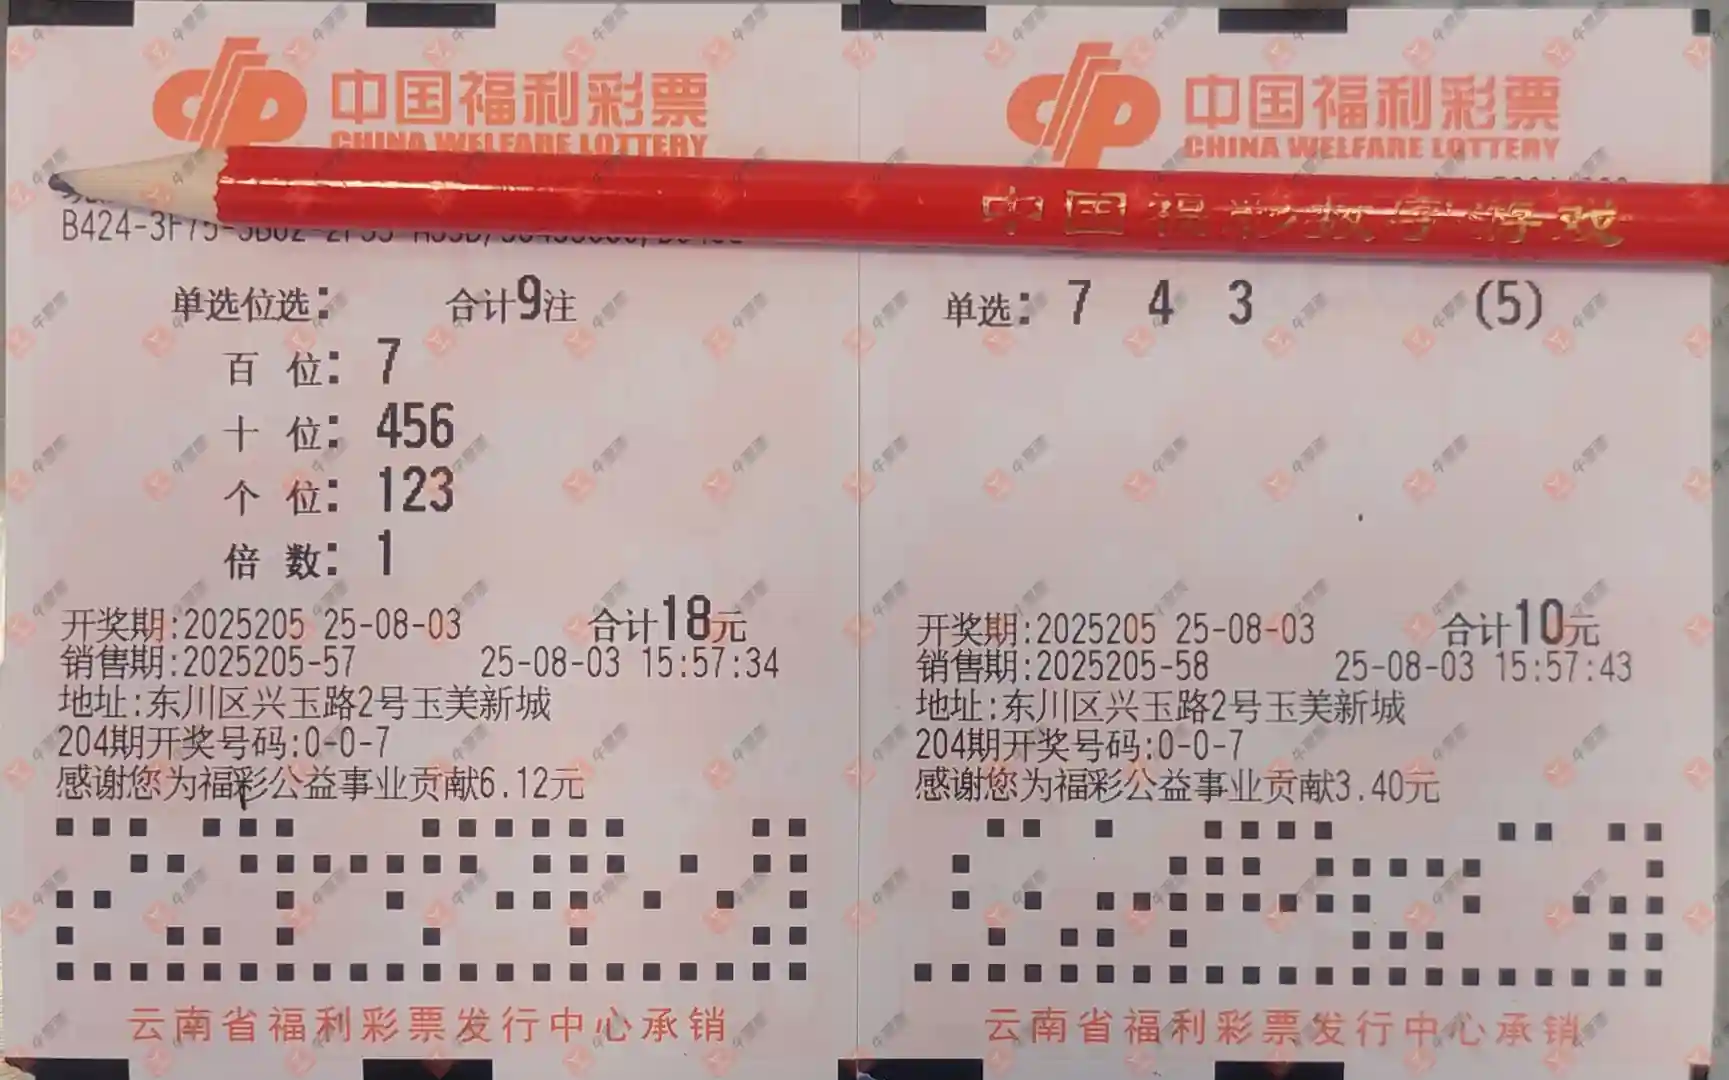 中国福利彩票
CHINA WELFARE LOTTERY
中国福彩数字游戏
单选位选: 合计9注
百 位: 7
十 位: 456
个 位: 123
倍 数: 1
开奖期:2025205 25-08-03 合计18元
销售期:2025205-57 25-08-03 15:57:34
地址:东川区兴玉路2号玉美新城
204期开奖号码:0-0-7
感谢您为福彩公益事业贡献6.12元
云南省福利彩票发行中心承销
中国福利彩票
CHINA WELFARE LOTTERY
单选: 7 4 3 (5)
开奖期:2025205 25-08-03 合计10元
销售期:2025205-58 25-08-03 15:57:43
地址:东川区兴玉路2号玉美新城
204期开奖号码:0-0-7
感谢您为福彩公益事业贡献3.40元
云南省福利彩票发行中心承销